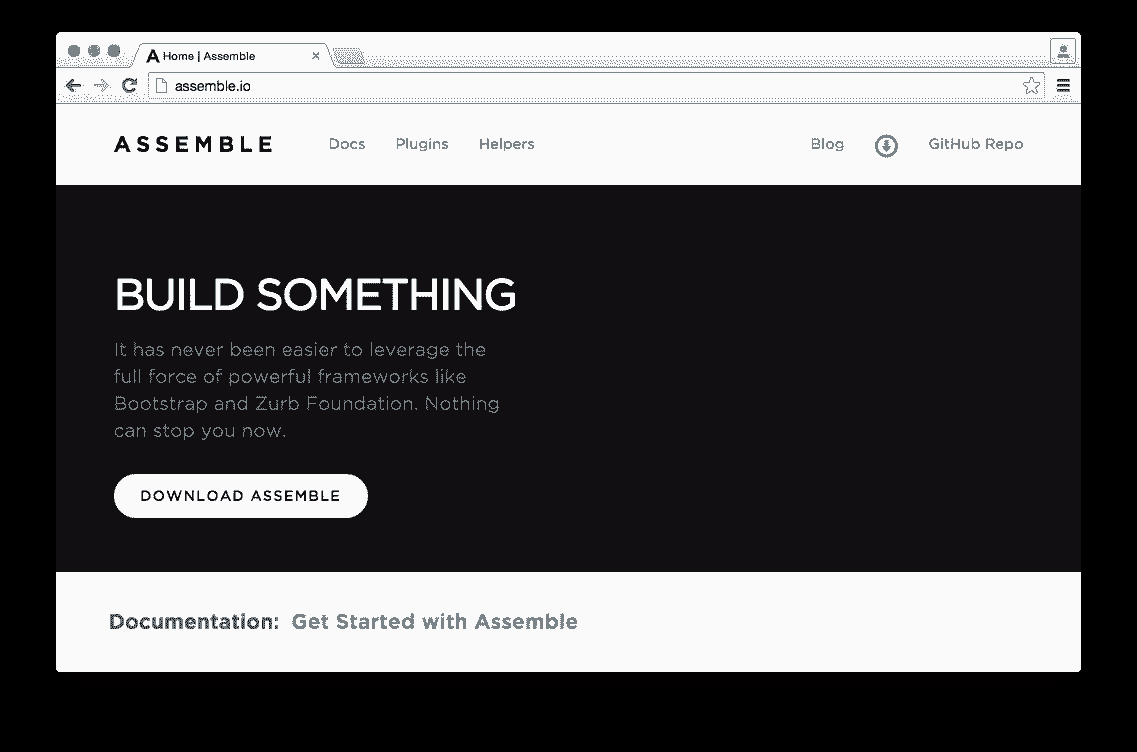 A Home | Assemble ×
assemble.io
ASSEMBLE Docs Plugins Helpers Blog GitHub Repo
BUILD SOMETHING
It has never been easier to leverage the
full force of powerful frameworks like
Bootstrap and Zurb Foundation. Nothing
can stop you now.
DOWNLOAD ASSEMBLE
Documentation: Get Started with Assemble